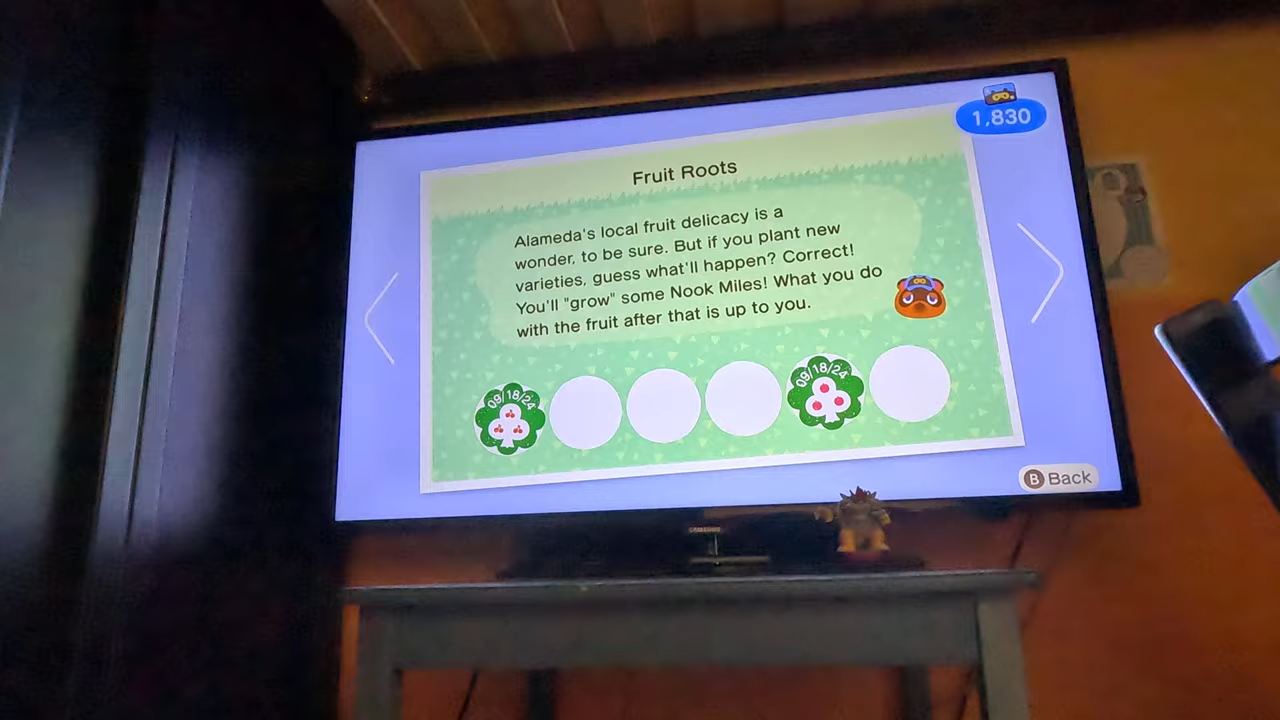 1,830
Fruit Roots
Alameda's local fruit delicacy is a
wonder, to be sure. But if you plant new
varieties, guess what'll happen? Correct!
You'll "grow" some Nook Miles! What you do
with the fruit after that is up to you.
09/18/24
09/18/24
B Back
SAMSUNG